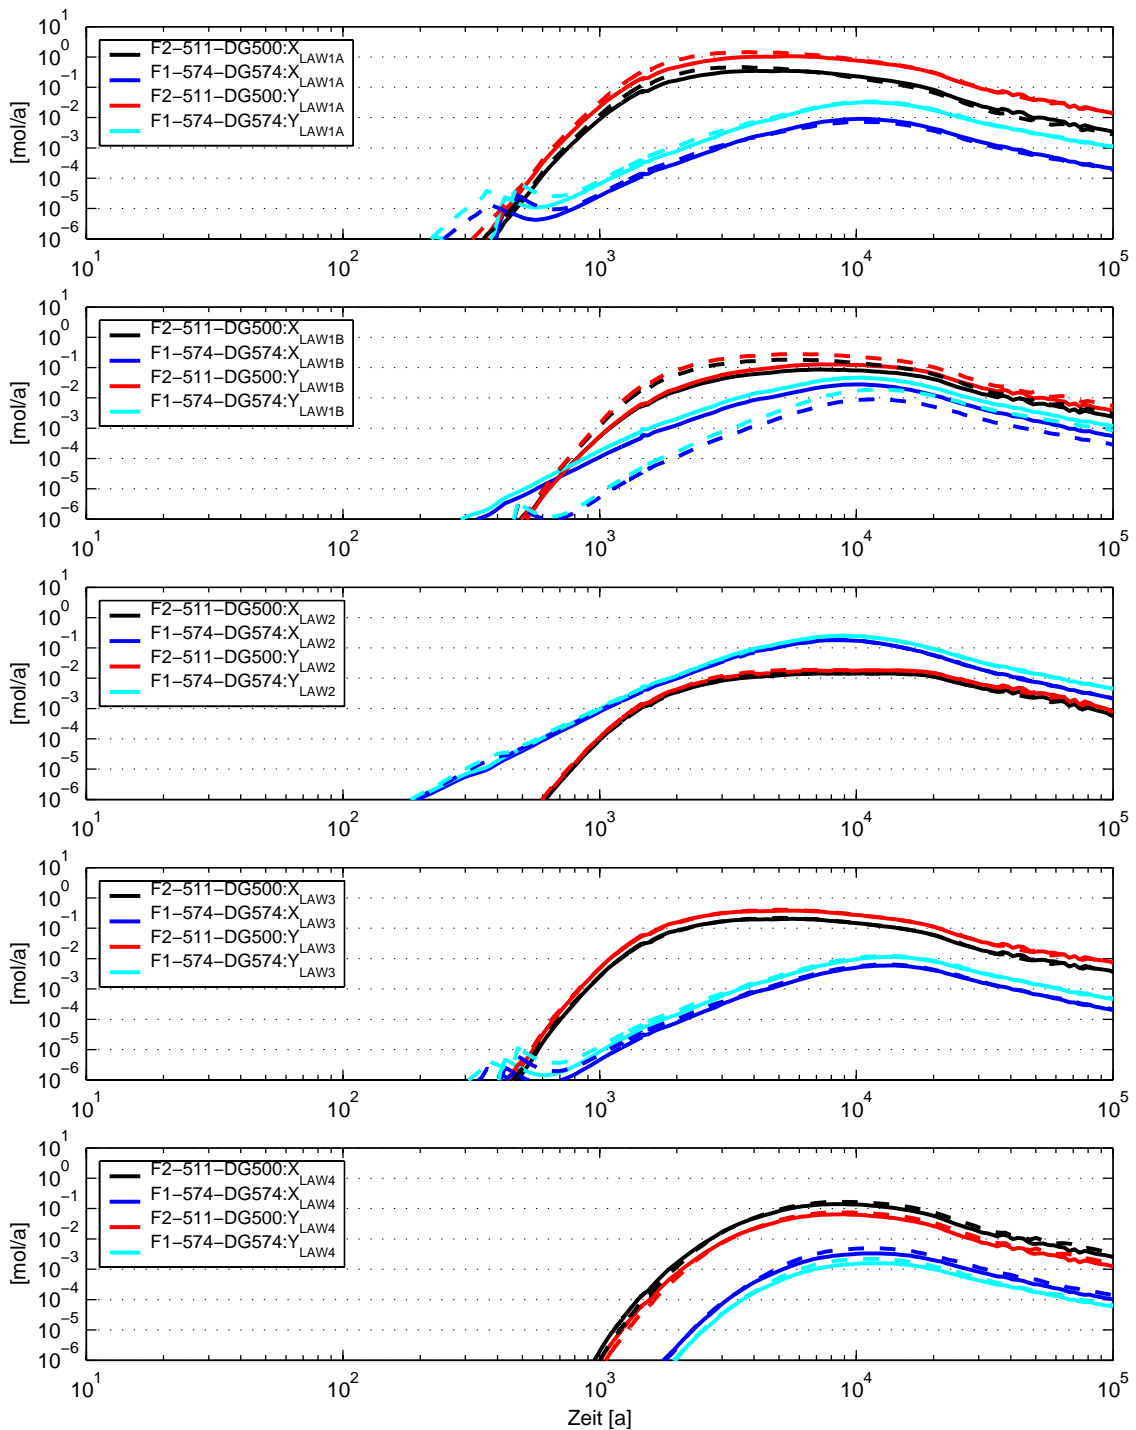 10^1
10^0
10^−1
10^−2
10^−3
10^−4
10^−5
10^−6
[mol/a]
F2−511−DG500:X_LAW1A
F1−574−DG574:X_LAW1A
F2−511−DG500:Y_LAW1A
F1−574−DG574:Y_LAW1A
10^1 10^2 10^3 10^4 10^5
10^1
10^0
10^−1
10^−2
10^−3
10^−4
10^−5
10^−6
[mol/a]
F2−511−DG500:X_LAW1B
F1−574−DG574:X_LAW1B
F2−511−DG500:Y_LAW1B
F1−574−DG574:Y_LAW1B
10^1 10^2 10^3 10^4 10^5
10^1
10^0
10^−1
10^−2
10^−3
10^−4
10^−5
10^−6
[mol/a]
F2−511−DG500:X_LAW2
F1−574−DG574:X_LAW2
F2−511−DG500:Y_LAW2
F1−574−DG574:Y_LAW2
10^1 10^2 10^3 10^4 10^5
10^1
10^0
10^−1
10^−2
10^−3
10^−4
10^−5
10^−6
[mol/a]
F2−511−DG500:X_LAW3
F1−574−DG574:X_LAW3
F2−511−DG500:Y_LAW3
F1−574−DG574:Y_LAW3
10^1 10^2 10^3 10^4 10^5
10^1
10^0
10^−1
10^−2
10^−3
10^−4
10^−5
10^−6
[mol/a]
F2−511−DG500:X_LAW4
F1−574−DG574:X_LAW4
F2−511−DG500:Y_LAW4
F1−574−DG574:Y_LAW4
10^1 10^2 10^3 10^4 10^5
Zeit [a]